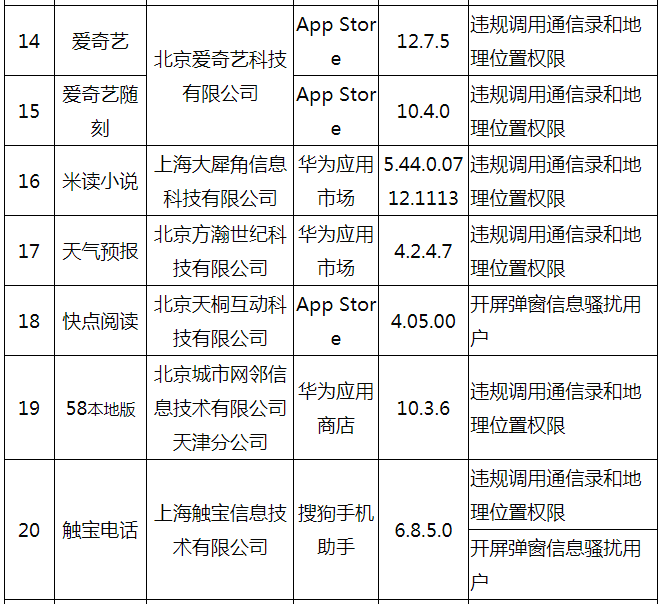 14
爱奇艺
北京爱奇艺科技
有限公司
App Stor
e
12.7.5
违规调用通信录和地
理位置权限
15
爱奇艺随
刻
App Stor
e
10.4.0
违规调用通信录和地
理位置权限
16
米读小说
上海大犀角信息
科技有限公司
华为应用
市场
5.44.0.07
12.1113
违规调用通信录和地
理位置权限
17
天气预报
北京方瀚世纪科
技有限公司
华为应用
市场
4.2.4.7
违规调用通信录和地
理位置权限
18
快点阅读
北京天桐互动科
技有限公司
App Stor
e
4.05.00
开屏弹窗信息骚扰用
户
19
58本地版
北京城市网邻信
息技术有限公司
天津分公司
华为应用
商店
10.3.6
违规调用通信录和地
理位置权限
20
触宝电话
上海触宝信息技
术有限公司
搜狗手机
助手
6.8.5.0
违规调用通信录和地
理位置权限
开屏弹窗信息骚扰用
户